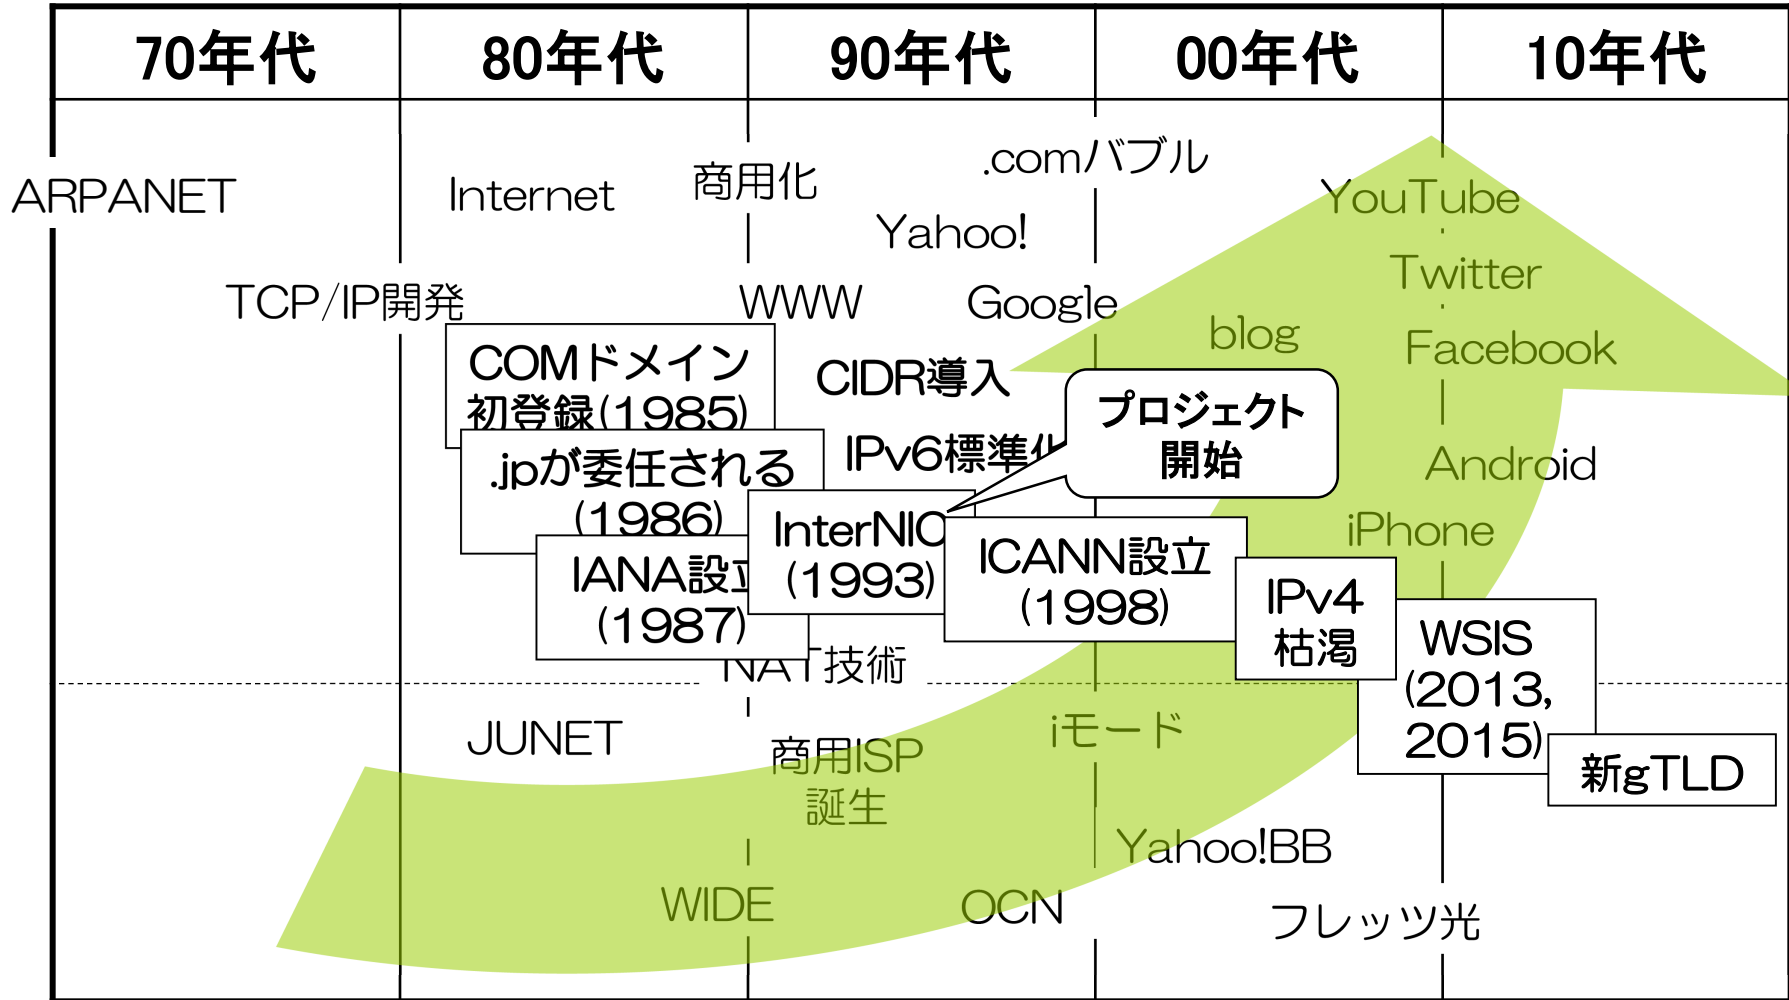 70年代
80年代
90年代
00年代
10年代
ARPANET
Internet
商用化
.comバブル
YouTube
Yahoo!
Twitter
TCP/IP開発
WWW
Google
blog
Facebook
COMドメイン
初登録(1985)
CIDR導入
プロジェクト
開始
.jpが委任される
(1986)
IPv6標準化
Android
InterNIC
(1993)
iPhone
IANA設立
(1987)
ICANN設立
(1998)
IPv4
枯渇
WSIS
(2013,
2015)
NAT技術
新gTLD
JUNET
商用ISP
誕生
iモード
Yahoo!BB
WIDE
OCN
フレッツ光